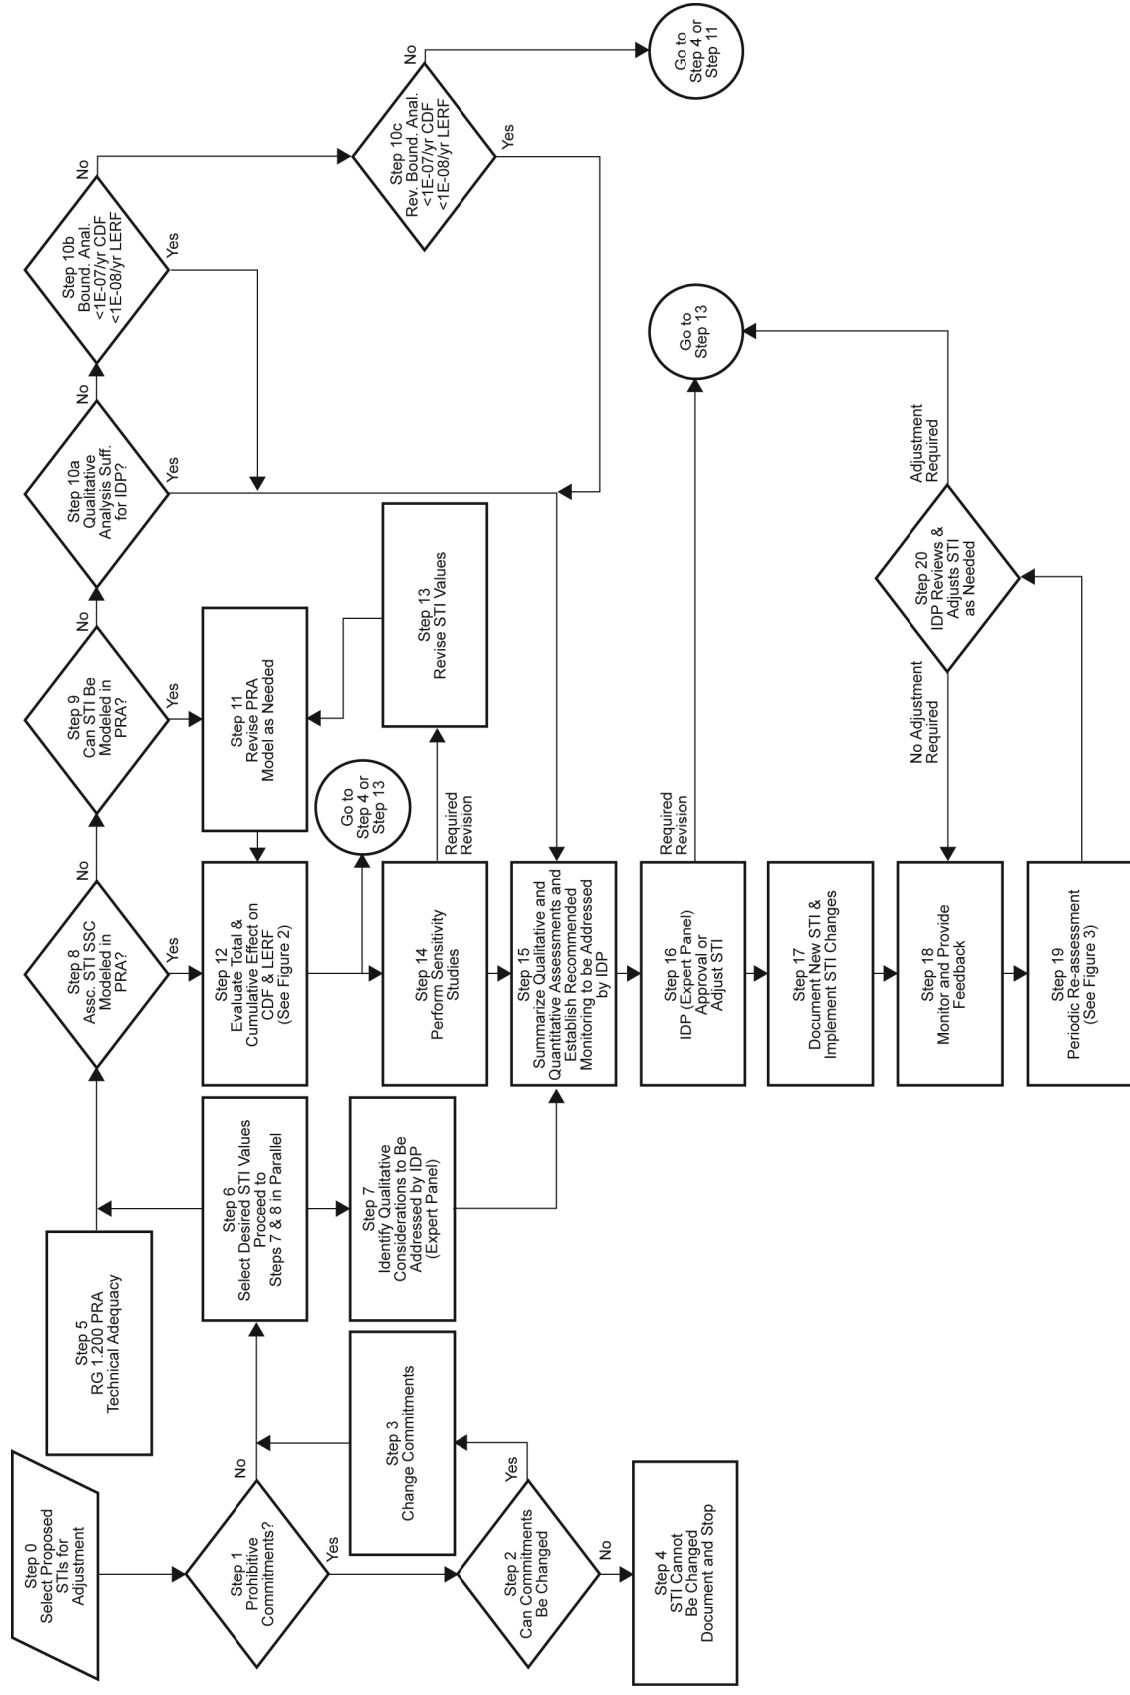 Step 0
Select Proposed
STIs for
Adjustment
Step 1
Prohibitive
Commitments?
No
Yes
Step 2
Can Commitments
Be Changed
Yes
No
Step 3
Change Commitments
Step 4
STI Cannot
Be Changed
Document and Stop
Step 5
RG 1.200 PRA
Technical Adequacy
Step 6
Select Desired STI Values
Proceed to
Steps 7 & 8 in Parallel
Step 7
Identify Qualitative
Considerations to Be
Addressed by IDP
(Expert Panel)
Step 8
Asc. STI SSC
Modeled in
PRA?
No
Yes
Step 9
Can STI Be
Modeled in
PRA?
No
Yes
Step 10a
Qualitative
Analysis Suff.
for IDP?
No
Yes
Step 10b
Bound. Anal.
<1E-07/yr CDF
<1E-08/yr LERF
No
Yes
Step 10c
Rev. Bound. Anal.
<1E-07/yr CDF
<1E-08/yr LERF
No
Yes
Go to
Step 4 or
Step 11
Step 11
Revise PRA
Model as Needed
Step 12
Evaluate Total &
Cumulative Effect on
CDF & LERF
(See Figure 2)
Go to
Step 4 or
Step 13
Step 13
Revise STI Values
Step 14
Perform Sensitivity
Studies
Required
Revision
Step 15
Summarize Qualitative and
Quantitative Assessments and
Establish Recommended
Monitoring to be Addressed
by IDP
Step 16
IDP (Expert Panel)
Approval or
Adjust STI
Required
Revision
Go to
Step 13
Step 17
Document New STI &
Implement STI Changes
Step 18
Monitor and Provide
Feedback
Step 19
Periodic Re-assessment
(See Figure 3)
Step 20
IDP Reviews &
Adjusts STI
as Needed
No Adjustment
Required
Adjustment
Required